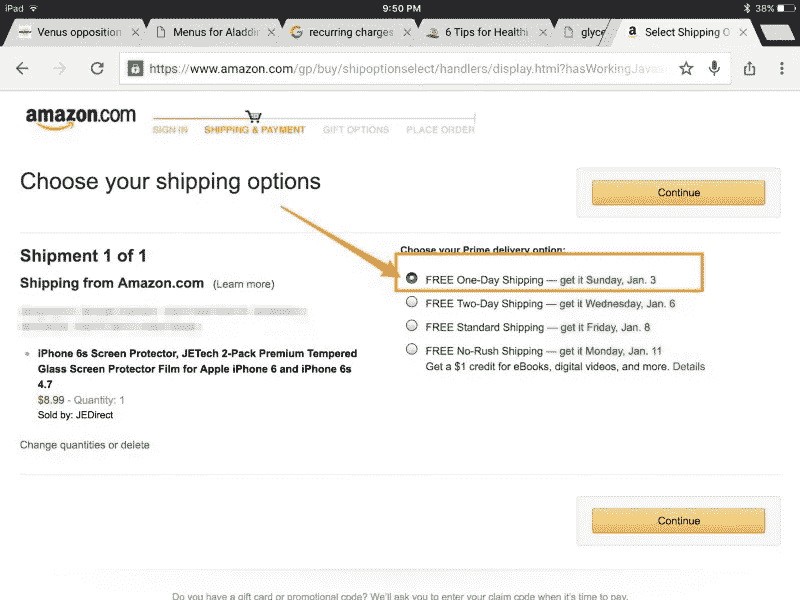 iPad
9:50 PM
38%
Venus opposition
Menus for Aladdi
recurring charges
6 Tips for Healthi
glyce
a Select Shipping O
https://www.amazon.com/gp/buy/shipoptionselect/handlers/display.html?hasWorkingJavas
amazon.com
SIGN IN SHIPPING & PAYMENT GIFT OPTIONS PLACE ORDER
Choose your shipping options
Continue
Shipment 1 of 1
Shipping from Amazon.com (Learn more)
iPhone 6s Screen Protector, JETech 2-Pack Premium Tempered
Glass Screen Protector Film for Apple iPhone 6 and iPhone 6s
4.7
$8.99 - Quantity: 1
Sold by: JEDirect
Change quantities or delete
Choose your Prime delivery option:
FREE One-Day Shipping — get it Sunday, Jan. 3
FREE Two-Day Shipping — get it Wednesday, Jan. 6
FREE Standard Shipping — get it Friday, Jan. 8
FREE No-Rush Shipping — get it Monday, Jan. 11
Get a $1 credit for eBooks, digital videos, and more. Details
Continue
Do you have a gift card or promotional code? We'll ask you to enter your claim code when it's time to pay.